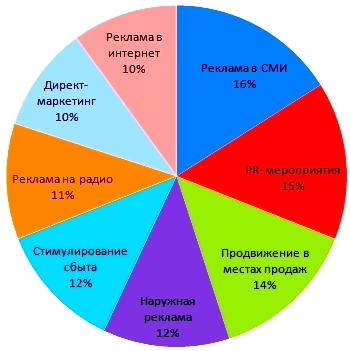 Реклама в СМИ
16%
PR- мероприятия
15%
Продвижение в
местах продаж
14%
Наружная
реклама
12%
Стимулирование
сбыта
12%
Реклама на радио
11%
Директ-
маркетинг
10%
Реклама в
интернет
10%